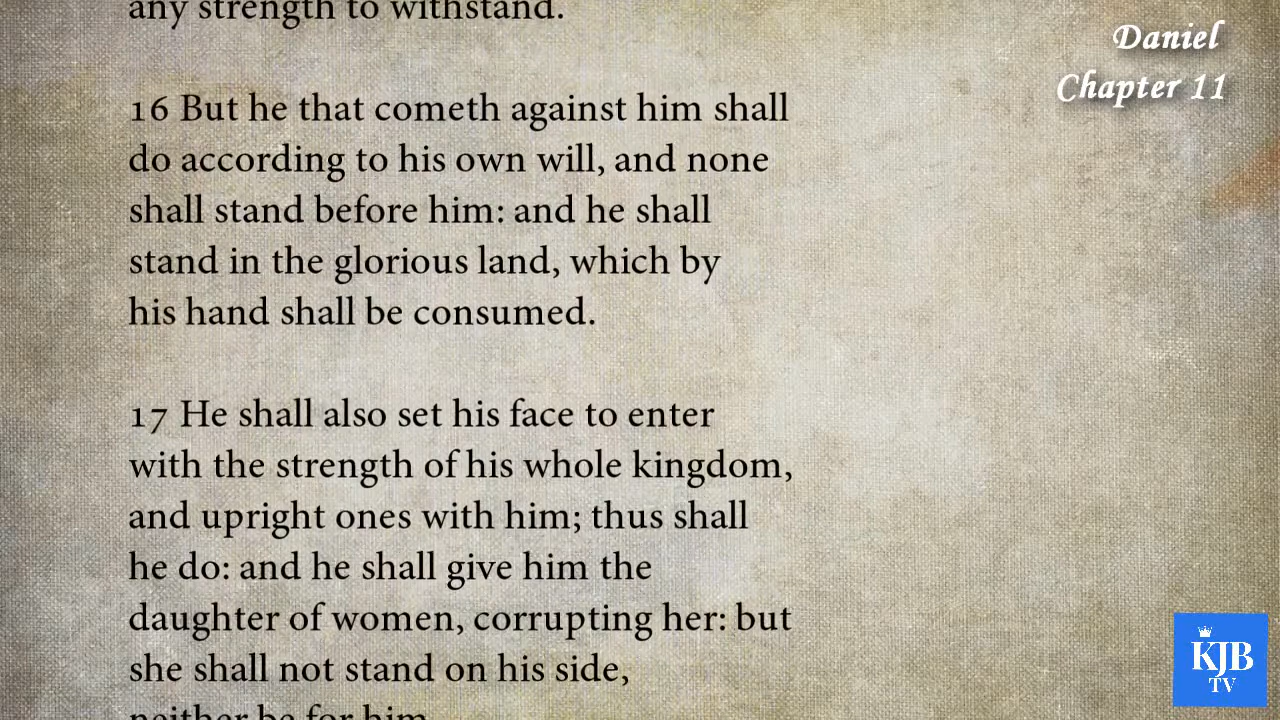 any strength to withstand.
Daniel
Chapter 11
16 But he that cometh against him shall
do according to his own will, and none
shall stand before him: and he shall
stand in the glorious land, which by
his hand shall be consumed.
17 He shall also set his face to enter
with the strength of his whole kingdom,
and upright ones with him; thus shall
he do: and he shall give him the
daughter of women, corrupting her: but
she shall not stand on his side,
neither be for him.
KJB
TV